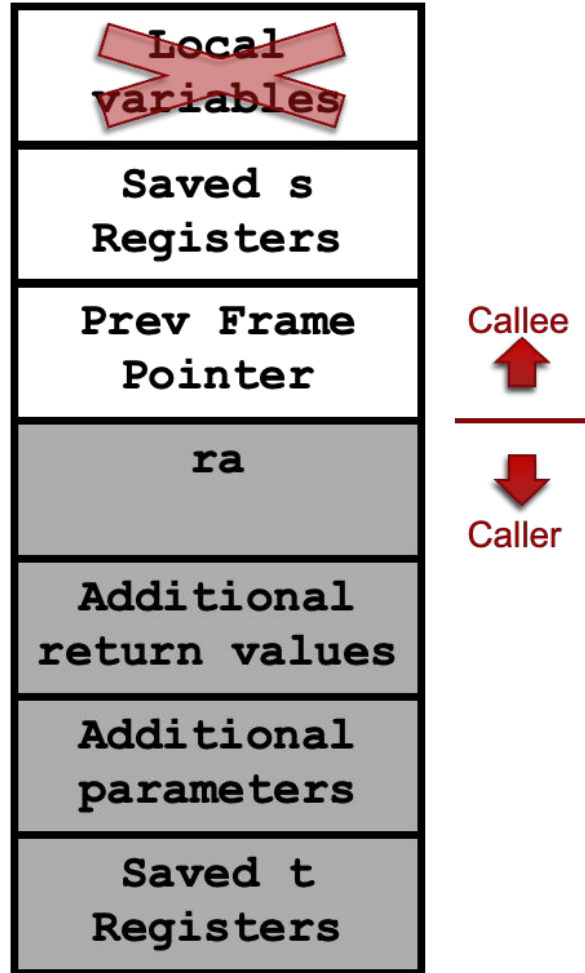 Local
variables
Saved s
Registers
Prev Frame
Pointer
Callee
ra
Caller
Additional
return values
Additional
parameters
Saved t
Registers